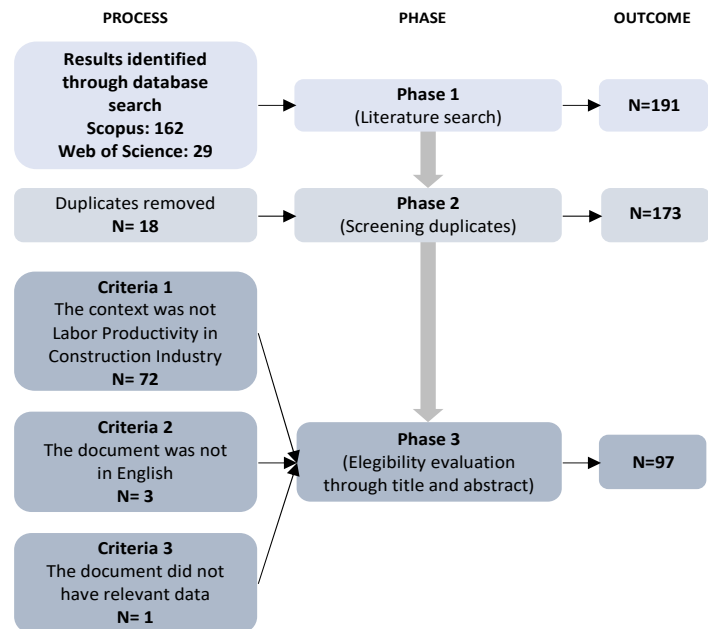 PROCESS
PHASE
OUTCOME
Results identified
through database
search
Scopus: 162
Web of Science: 29
Phase 1
(Literature search)
N=191
Duplicates removed
N= 18
Phase 2
(Screening duplicates)
N=173
Criteria 1
The context was not
Labor Productivity in
Construction Industry
N= 72
Criteria 2
The document was not
in English
N= 3
Criteria 3
The document did not
have relevant data
N= 1
Phase 3
(Elegibility evaluation
through title and abstract)
N=97